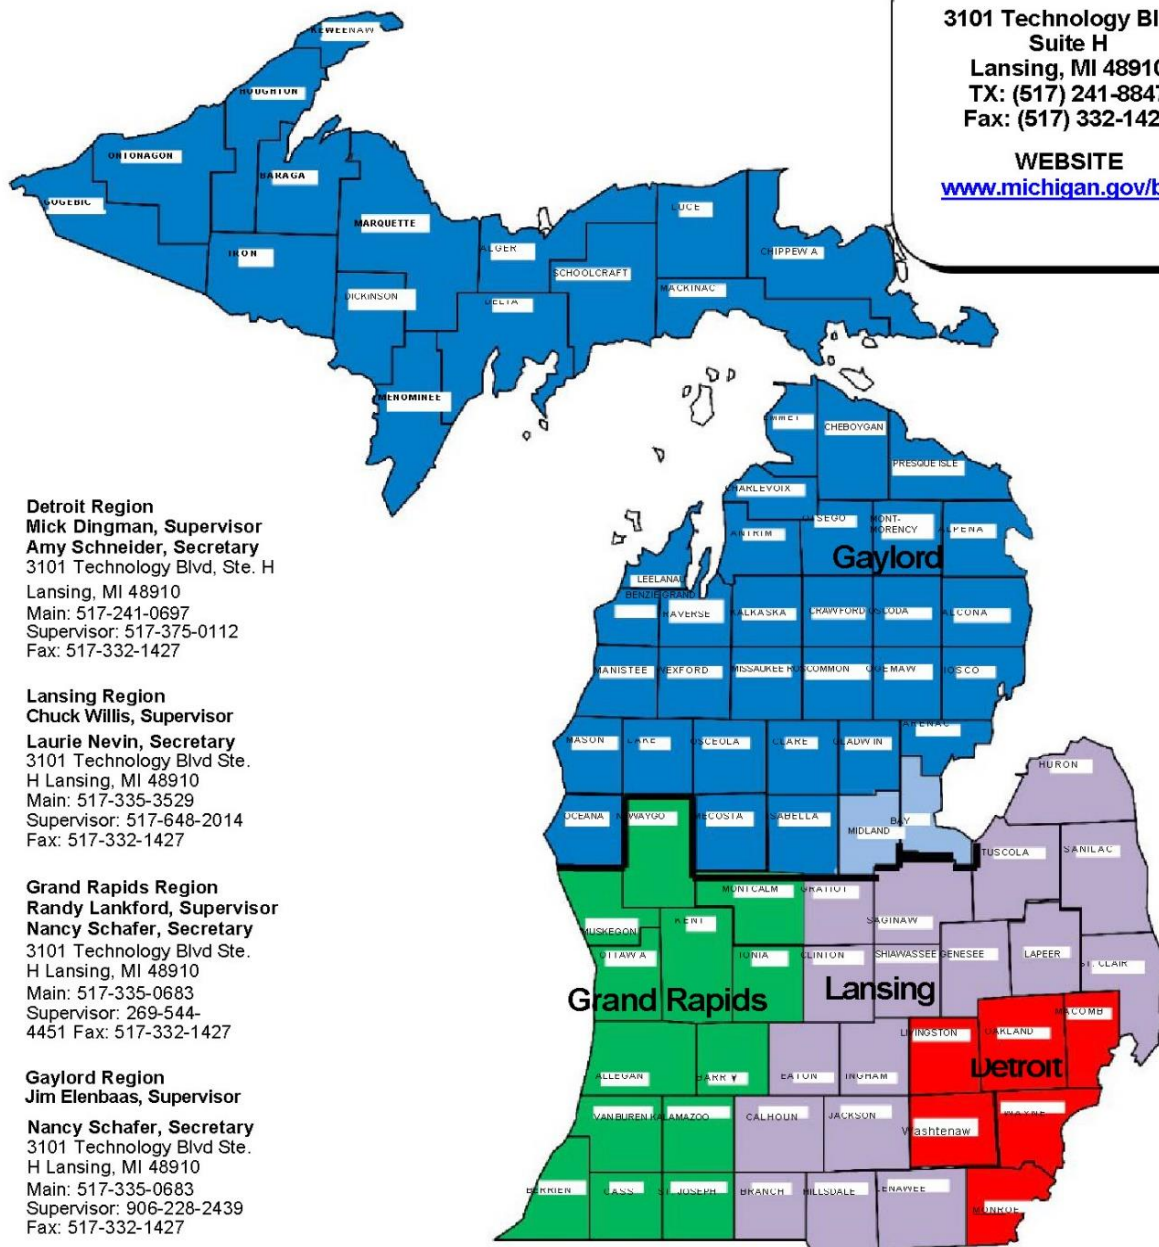 3101 Technology Bl
Suite H
Lansing, MI 48910
TX: (517) 241-8847
Fax: (517) 332-142
WEBSITE
www.michigan.gov/b
KEWEENAW
HOUGHTON
ONTONAGON
BARAGA
GOGEBIC
MARQUETTE
LUCE
IRON
ALGER
CHIPPEWA
SCHOOLCRAFT
DICKINSON
DELTA
MACKINAC
MENOMINEE
EMMET
CHEBOYGAN
PRESQUE ISLE
CHARLEVOIX
OTSEGO
MONT-
MORENCY
ALPENA
ANTRIM
Gaylord
LEELANAU
BENZIE GRAND
RAVERSE
KALKASKA
CRAWFORD
OSCODA
ALCONA
MANISTEE
WEXFORD
MISSAUKEE
ROSCOMMON
OGEMAW
IOSCO
ARENAC
MASON
LAKE
OSCEOLA
CLARE
GLADWIN
HURON
OCEANA
N WAYGO
MECOSTA
ISABELLA
MIDLAND
BAY
TUSCOLA
SANILAC
MONTCALM
GRATIOT
SAGINAW
KENT
MUSKEGON
OTTAWA
IONIA
CLINTON
SHIAWASSEE
GENESEE
LAPEER
ST. CLAIR
Grand Rapids
Lansing
MACOMB
LIVINGSTON
OAKLAND
Detroit
ALLEGAN
BARRY
EATON
INGHAM
VAN BUREN
KALAMAZOO
CALHOUN
JACKSON
Washtenaw
WAYNE
BERRIEN
CASS
ST. JOSEPH
BRANCH
HILLSDALE
LENAWEE
MONROE
Detroit Region
Mick Dingman, Supervisor
Amy Schneider, Secretary
3101 Technology Blvd, Ste. H
Lansing, MI 48910
Main: 517-241-0697
Supervisor: 517-375-0112
Fax: 517-332-1427
Lansing Region
Chuck Willis, Supervisor
Laurie Nevin, Secretary
3101 Technology Blvd Ste.
H Lansing, MI 48910
Main: 517-335-3529
Supervisor: 517-648-2014
Fax: 517-332-1427
Grand Rapids Region
Randy Lankford, Supervisor
Nancy Schafer, Secretary
3101 Technology Blvd Ste.
H Lansing, MI 48910
Main: 517-335-0683
Supervisor: 269-544-
4451 Fax: 517-332-1427
Gaylord Region
Jim Elenbaas, Supervisor
Nancy Schafer, Secretary
3101 Technology Blvd Ste.
H Lansing, MI 48910
Main: 517-335-0683
Supervisor: 906-228-2439
Fax: 517-332-1427